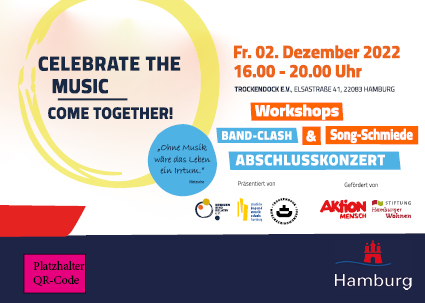 CELEBRATE THE
MUSIC
COME TOGETHER!
Fr. 02. Dezember 2022
16.00 - 20.00 Uhr
TROCKENDOCK E.V., ELSASTRAßE 41, 22083 HAMBURG
Workshops
BAND-CLASH & Song-Schmiede
ABSCHLUSSKONZERT
„Ohne Musik
wäre das Leben
ein Irrtum.“
Nietzsche
Präsentiert von
Gefördert von
AKTION
MENSCH
STIFTUNG
Hamburger
Wohnen
Platzhalter
QR-Code
Hamburg